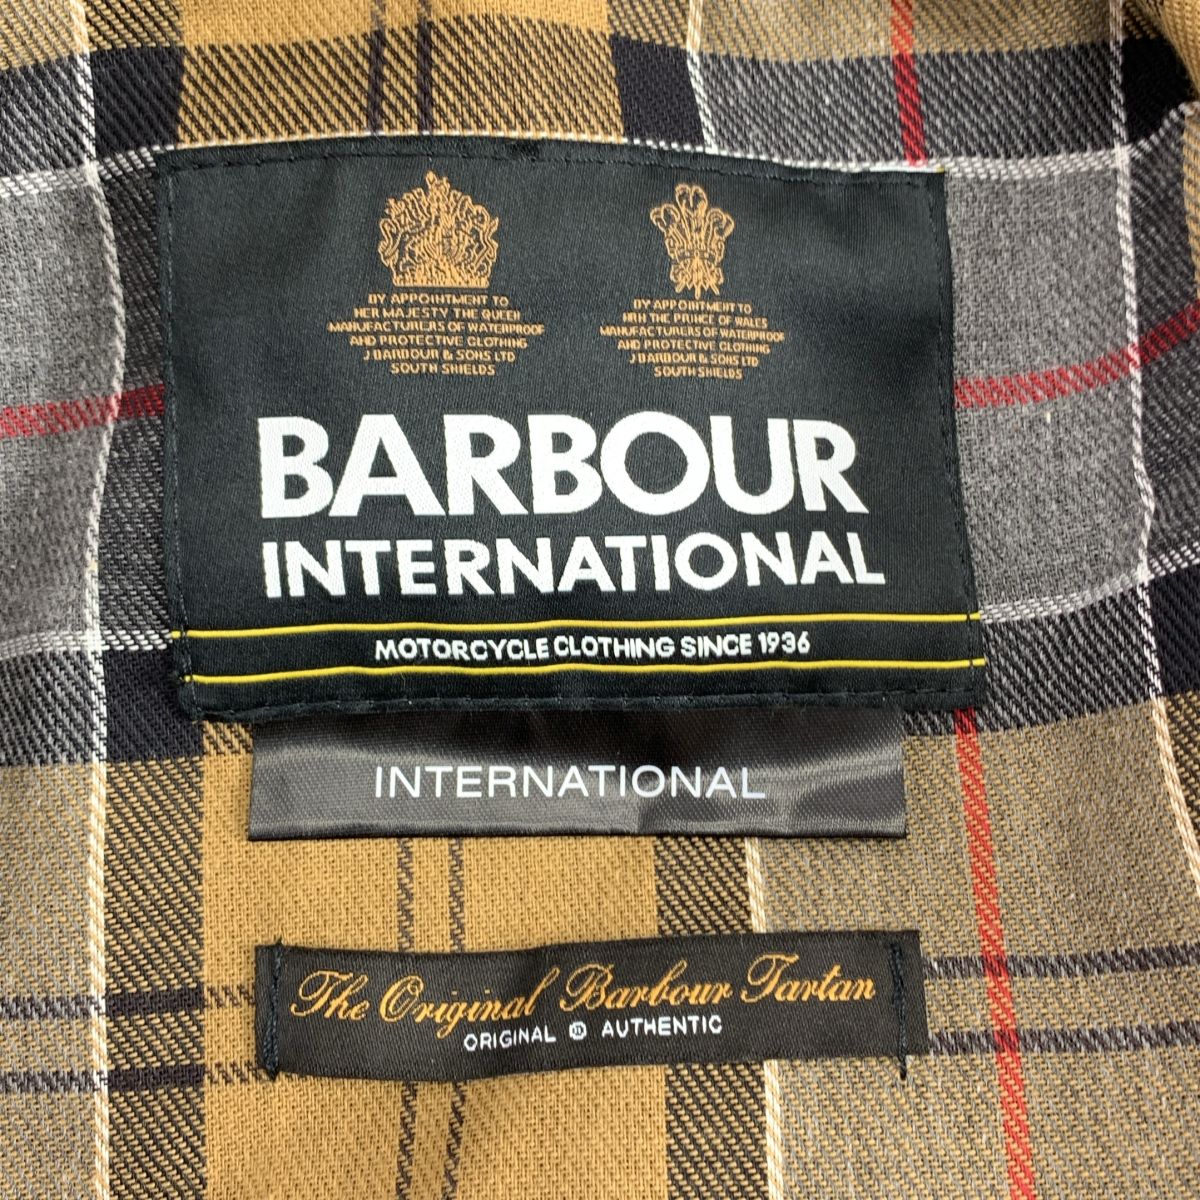 BY APPOINTMENT TO
HER MAJESTY THE QUEEN
MANUFACTURERS OF WATERPROOF
AND PROTECTIVE CLOTHING
J BARBOUR & SONS LTD
SOUTH SHIELDS
BY APPOINTMENT TO
HRH THE PRINCE OF WALES
MANUFACTURERS OF WATERPROOF
AND PROTECTIVE CLOTHING
J BARBOUR & SONS LTD
SOUTH SHIELDS
BARBOUR
INTERNATIONAL
MOTORCYCLE CLOTHING SINCE 1936
INTERNATIONAL
The Original Barbour Tartan
ORIGINAL AUTHENTIC